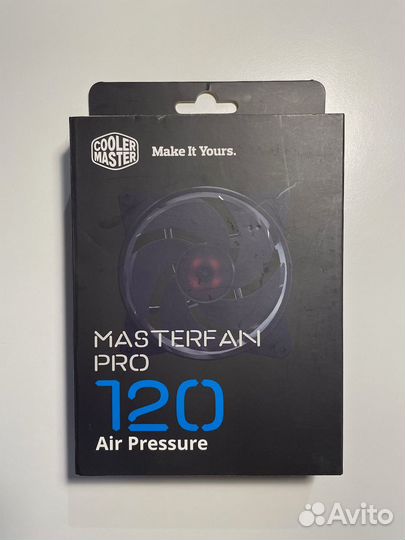 COOLER
MASTER
Make It Yours.
MASTERFAN
PRO
120
Air Pressure
Avito